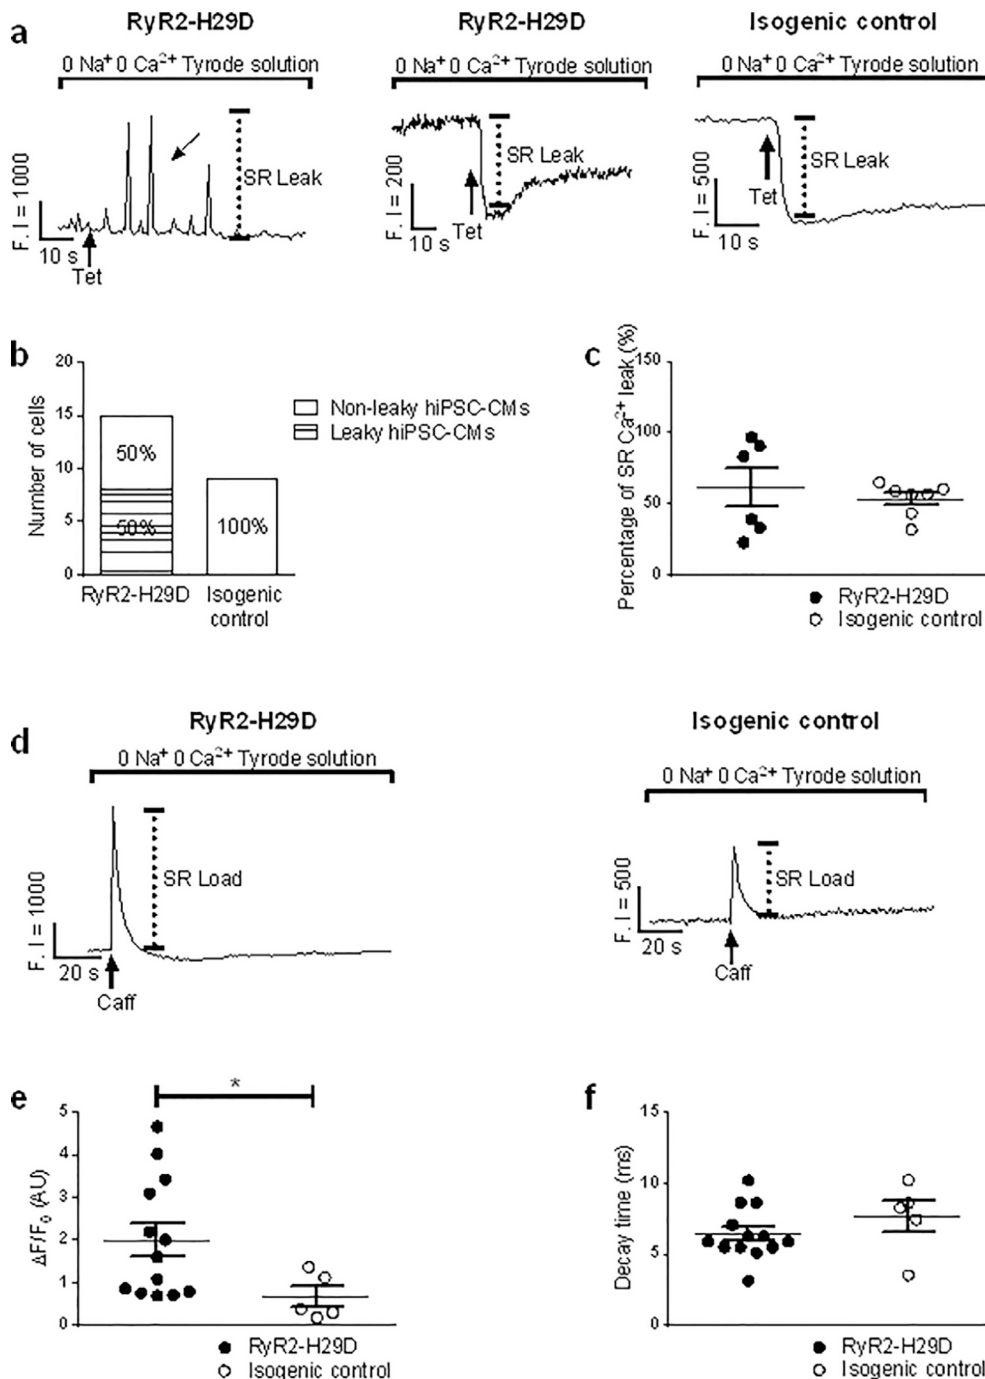 a
RyR2-H29D
RyR2-H29D
Isogenic control
0 Na⁺ 0 Ca²⁺ Tyrode solution
0 Na⁺ 0 Ca²⁺ Tyrode solution
0 Na⁺ 0 Ca²⁺ Tyrode solution
F. I = 1000
10 s
Tet
SR Leak
F. I = 200
10 s
Tet
SR Leak
F. I = 500
10 s
Tet
SR Leak
b
Number of cells
20
15
10
5
0
50%
50%
100%
RyR2-H29D
Isogenic
control
Non-leaky hiPSC-CMs
Leaky hiPSC-CMs
c
Percentage of SR Ca²⁺ leak (%)
150
100
50
0
RyR2-H29D
Isogenic control
d
RyR2-H29D
Isogenic control
0 Na⁺ 0 Ca²⁺ Tyrode solution
0 Na⁺ 0 Ca²⁺ Tyrode solution
F. I = 1000
20 s
Caff
SR Load
F. I = 500
20 s
Caff
SR Load
e
*
ΔF/F₀ (AU)
5
4
3
2
1
0
RyR2-H29D
Isogenic control
f
Decay time (ms)
15
10
5
0
RyR2-H29D
Isogenic control